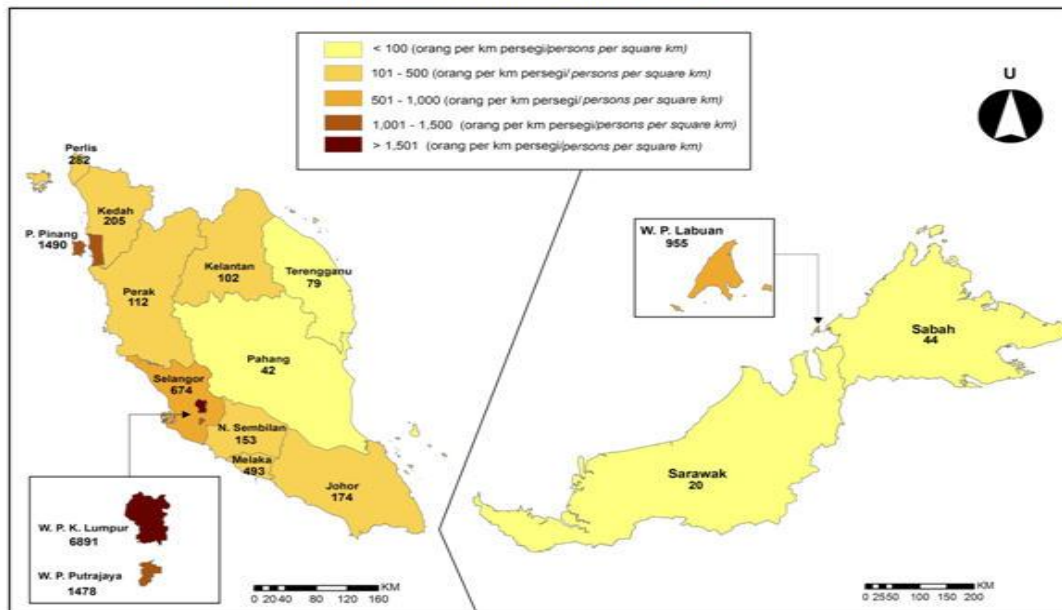 < 100 (orang per km persegi/persons per square km)
101 - 500 (orang per km persegi/persons per square km)
501 - 1,000 (orang per km persegi/persons per square km)
1,001 - 1,500 (orang per km persegi/persons per square km)
> 1,501 (orang per km persegi/persons per square km)
U
Perlis
282
Kedah
205
P. Pinang
1490
Kelantan
102
Terengganu
79
Perak
112
Pahang
42
Selangor
674
P
N. Sembilan
153
Melaka
493
Johor
174
W. P. K. Lumpur
6891
W. P. Putrajaya
1478
KM
0 20 40 80 120 160
W. P. Labuan
955
Sabah
44
Sarawak
20
KM
0 25 50 100 150 200